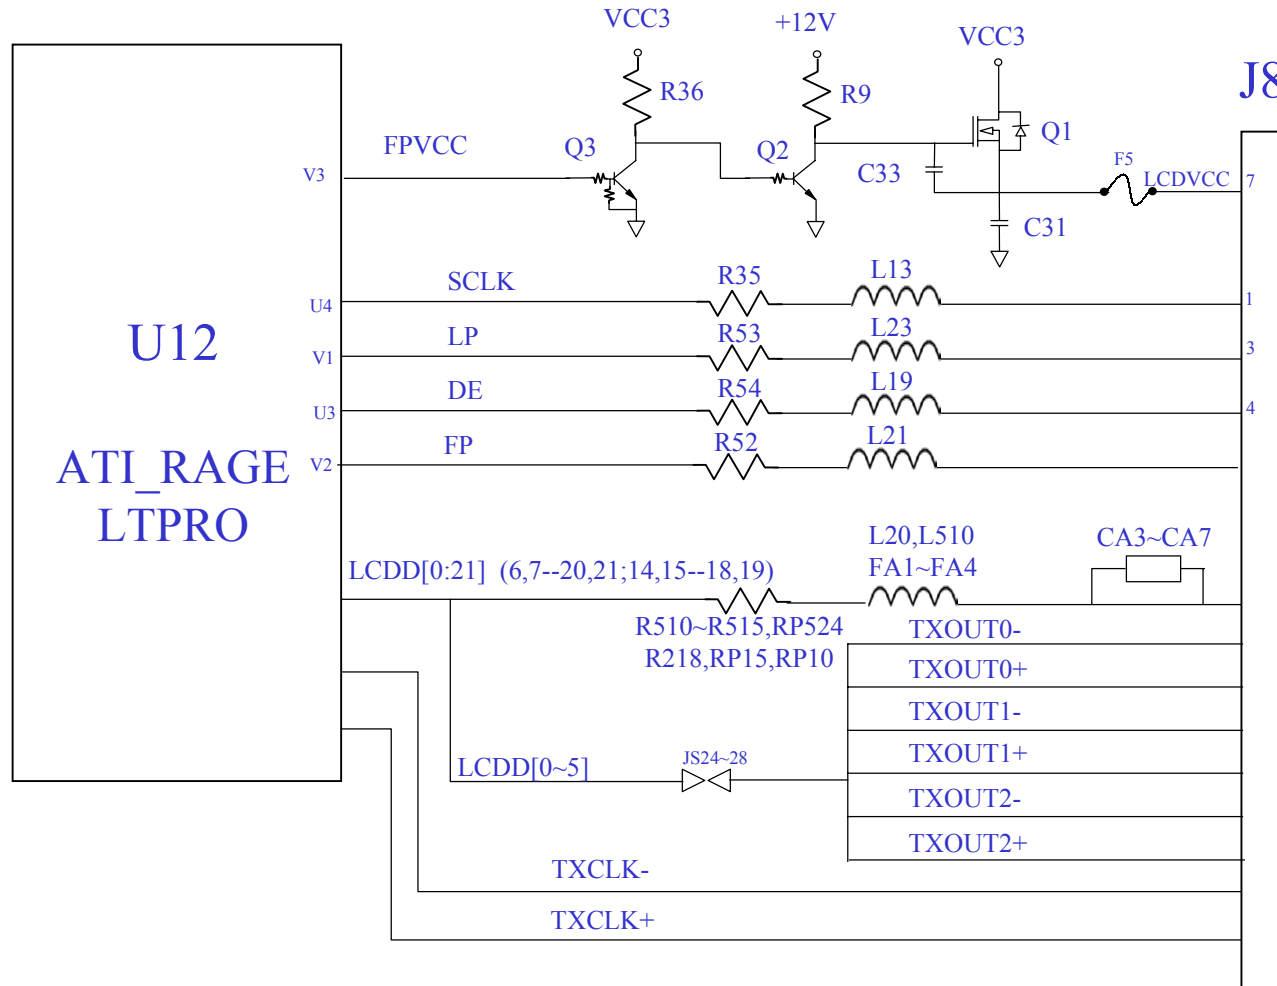 VCC3
+12V
VCC3
J8
R36
R9
Q1
FPVCC
Q3
Q2
C33
F5
LCDVCC
V3
7
C31
SCLK
R35
L13
U4
1
U12
LP
R53
L23
V1
3
DE
R54
L19
U3
4
FP
R52
L21
V2
ATI_RAGE
LTPRO
L20,L510
FA1~FA4
CA3~CA7
LCDD[0:21] (6,7--20,21;14,15--18,19)
R510~R515,RP524
R218,RP15,RP10
TXOUT0-
TXOUT0+
TXOUT1-
TXOUT1+
LCDD[0~5]
JS24~28
TXOUT2-
TXOUT2+
TXCLK-
TXCLK+